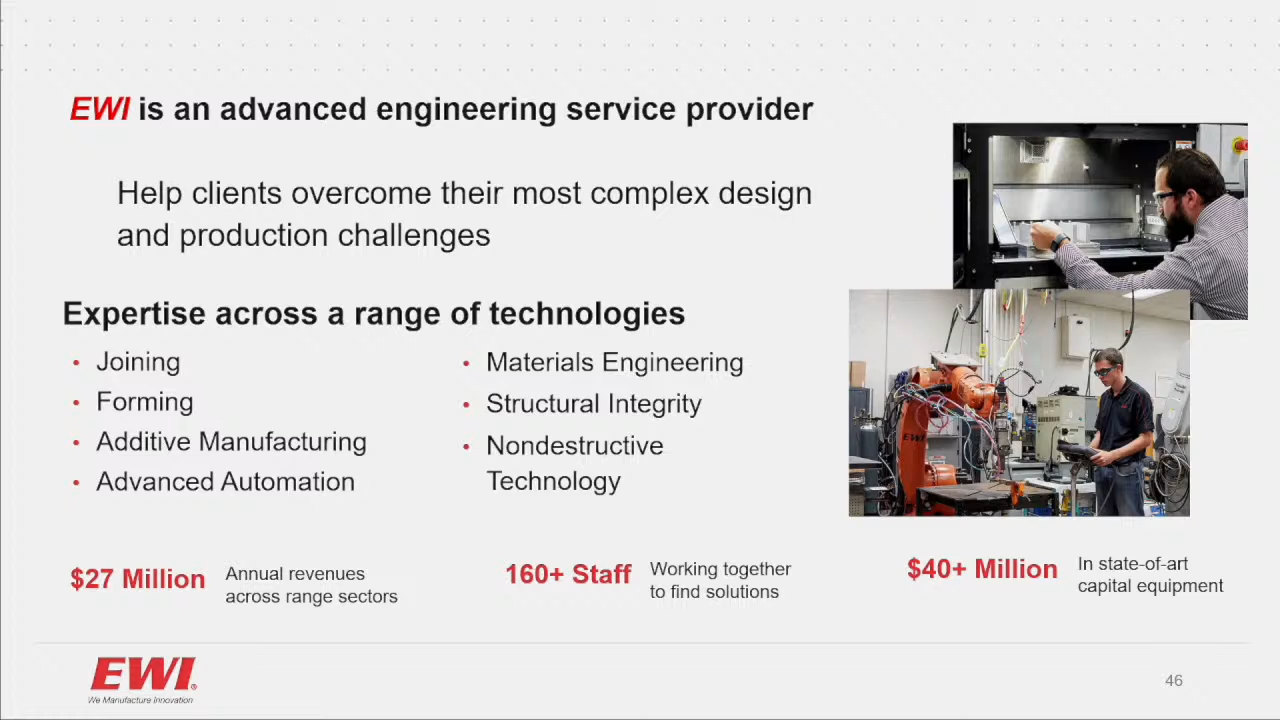 EWI is an advanced engineering service provider
Help clients overcome their most complex design
and production challenges
Expertise across a range of technologies
• Joining
• Forming
• Additive Manufacturing
• Advanced Automation
• Materials Engineering
• Structural Integrity
• Nondestructive
Technology
EWI
$27 Million
Annual revenues
across range sectors
160+ Staff
Working together
to find solutions
$40+ Million
In state-of-art
capital equipment
EWI®
We Manufacture Innovation
46